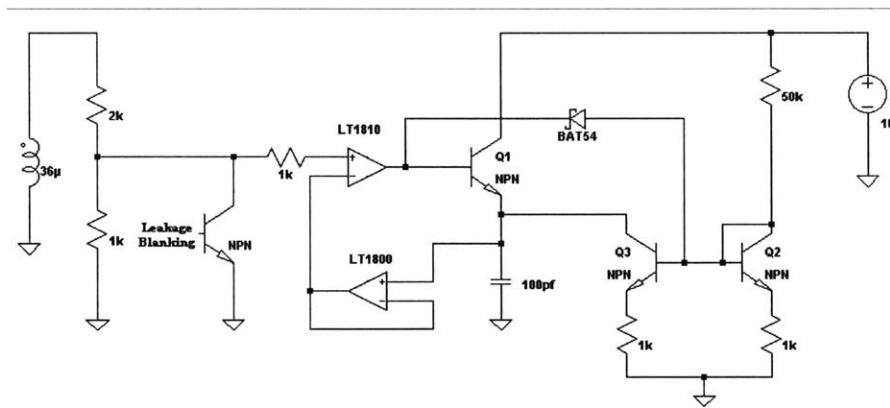 36µ
2k
1k
Leakage
Blanking
NPN
1k
LT1810
LT1800
Q1
NPN
100pf
BAT54
Q3
NPN
1k
Q2
NPN
1k
50k